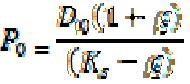 P₀ = D₀(1 + g) / (Kₛ − g)